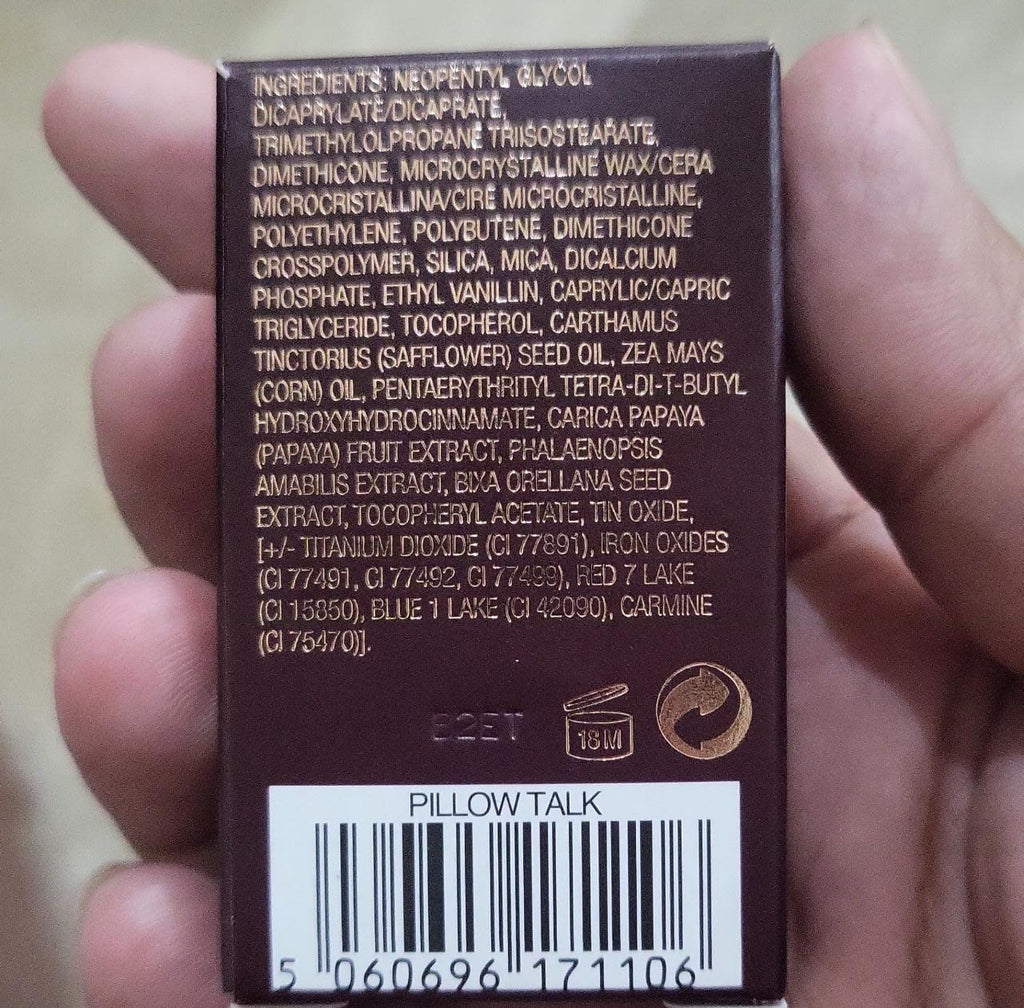 INGREDIENTS: NEOPENTYL GLYCOL
DICAPRYLATE/DICAPRATE,
TRIMETHYLOLPROPANE TRIISOSTEARATE,
DIMETHICONE, MICROCRYSTALLINE WAX/CERA
MICROCRISTALLINA/CIRE MICROCRISTALLINE,
POLYETHYLENE, POLYBUTENE, DIMETHICONE
CROSSPOLYMER, SILICA, MICA, DICALCIUM
PHOSPHATE, ETHYL VANILLIN, CAPRYLIC/CAPRIC
TRIGLYCERIDE, TOCOPHEROL, CARTHAMUS
TINCTORIUS (SAFFLOWER) SEED OIL, ZEA MAYS
(CORN) OIL, PENTAERYTHRITYL TETRA-DI-T-BUTYL
HYDROXYHYDROCINNAMATE, CARICA PAPAYA
(PAPAYA) FRUIT EXTRACT, PHALAENOPSIS
AMABILIS EXTRACT, BIXA ORELLANA SEED
EXTRACT, TOCOPHERYL ACETATE, TIN OXIDE,
[+/- TITANIUM DIOXIDE (CI 77891), IRON OXIDES
(CI 77491, CI 77492, CI 77499), RED 7 LAKE
(CI 15850), BLUE 1 LAKE (CI 42090), CARMINE
(CI 75470)].
18M
PILLOW TALK
5 060696 171106